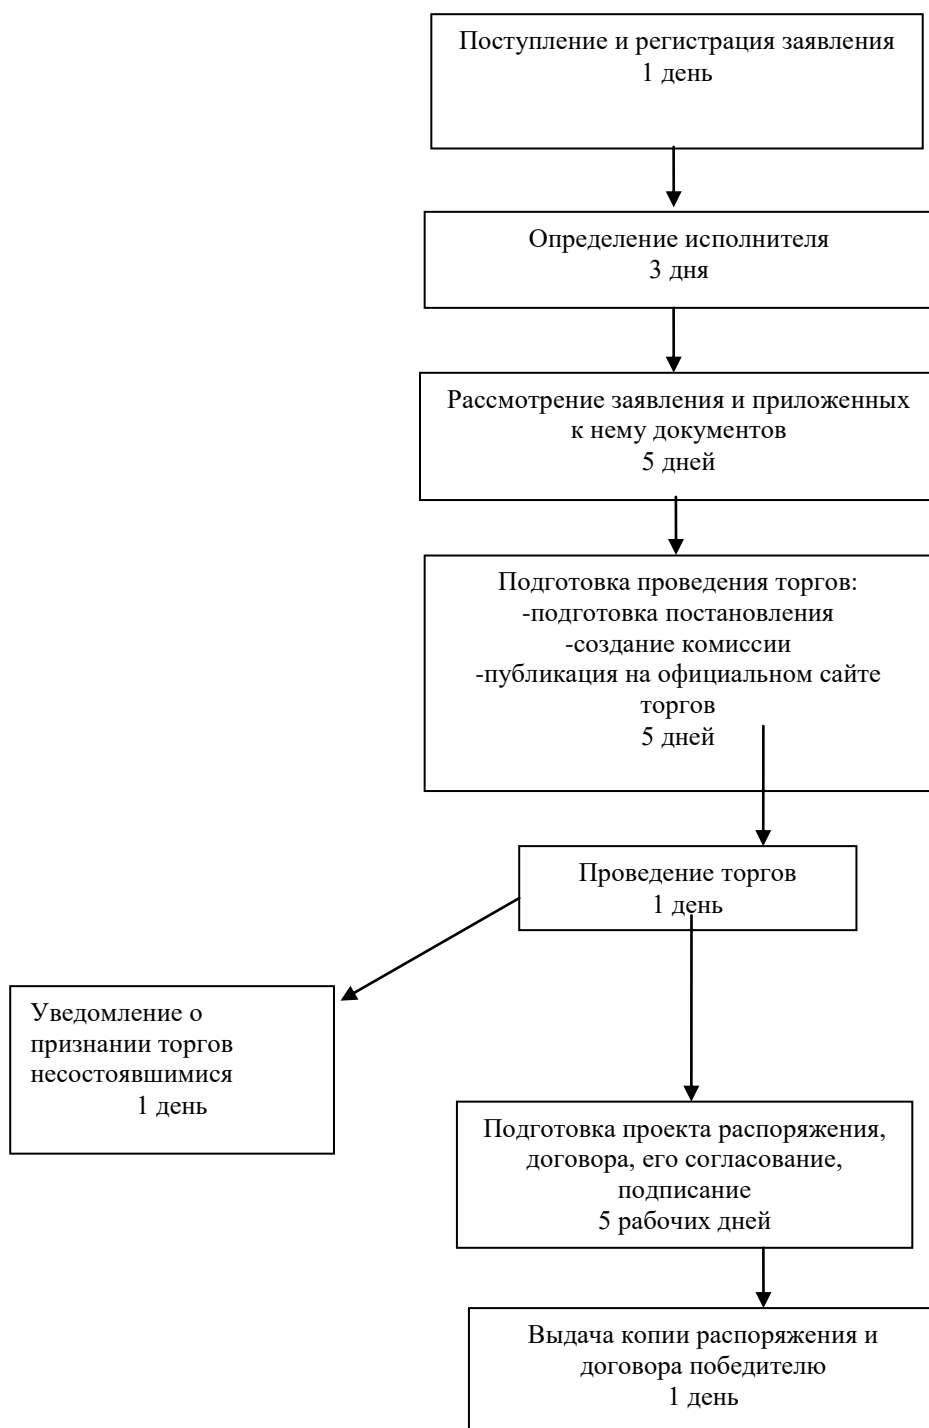 Поступление и регистрация заявления
1 день
Определение исполнителя
3 дня
Рассмотрение заявления и приложенных
к нему документов
5 дней
Подготовка проведения торгов:
-подготовка постановления
-создание комиссии
-публикация на официальном сайте
торгов
5 дней
Проведение торгов
1 день
Уведомление о
признании торгов
несостоявшимися
1 день
Подготовка проекта распоряжения,
договора, его согласование,
подписание
5 рабочих дней
Выдача копии распоряжения и
договора победителю
1 день